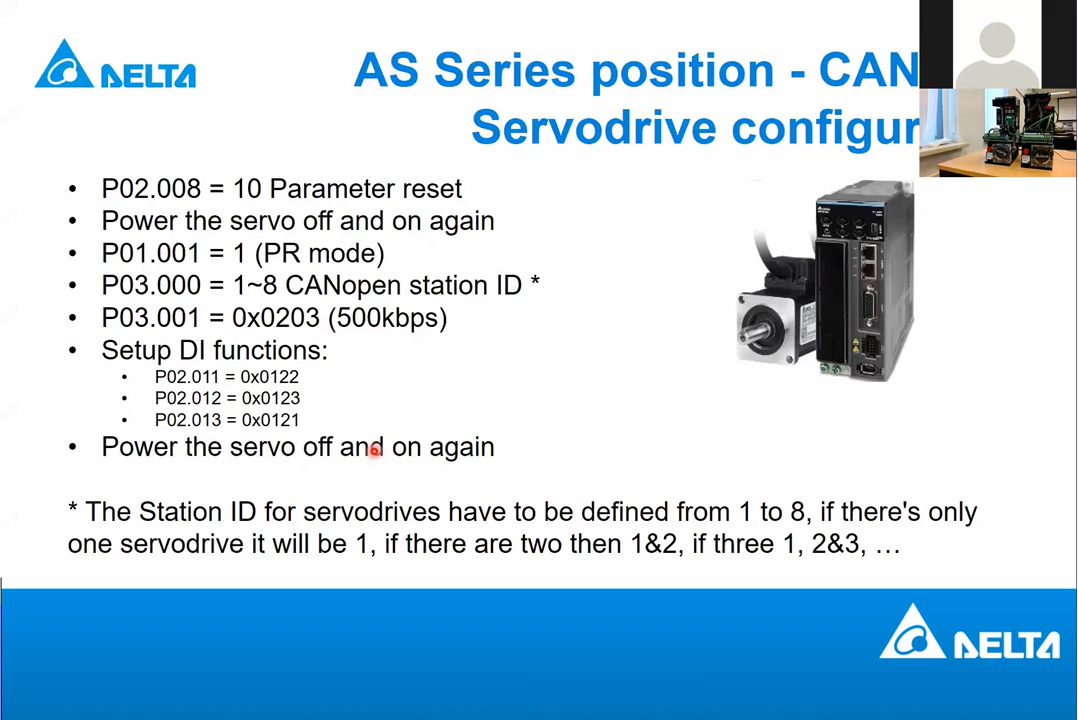 DELTA
AS Series position - CAN
Servodrive configur
• P02.008 = 10 Parameter reset
• Power the servo off and on again
• P01.001 = 1 (PR mode)
• P03.000 = 1~8 CANopen station ID *
• P03.001 = 0x0203 (500kbps)
• Setup DI functions:
• P02.011 = 0x0122
• P02.012 = 0x0123
• P02.013 = 0x0121
• Power the servo off and on again
* The Station ID for servodrives have to be defined from 1 to 8, if there's only
one servodrive it will be 1, if there are two then 1&2, if three 1, 2&3, …
DELTA